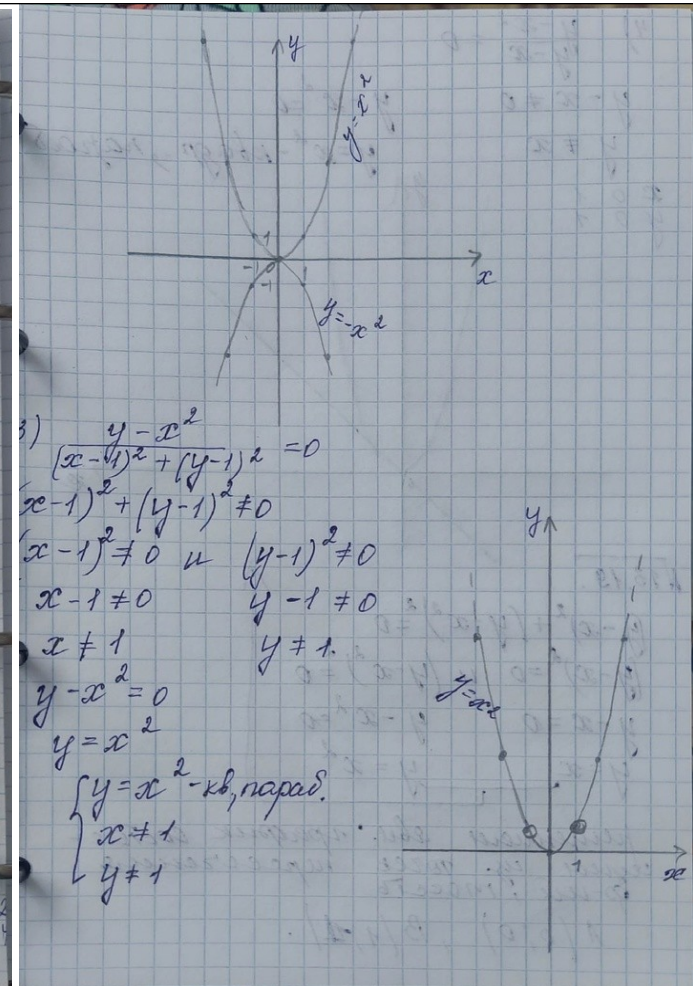 y
y=x²
1
-1 0 1
-1
x
y=-x²
3) (y-x²)/((x-1)²+(y-1)²) =0
(x-1)²+(y-1)²≠0
(x-1)²≠0 и (y-1)²≠0
x-1≠0 y-1≠0
x≠1 y≠1.
y-x²=0
y=x²
{y=x²-кв, параб.
x≠1
y≠1
y
y=x²
1
x